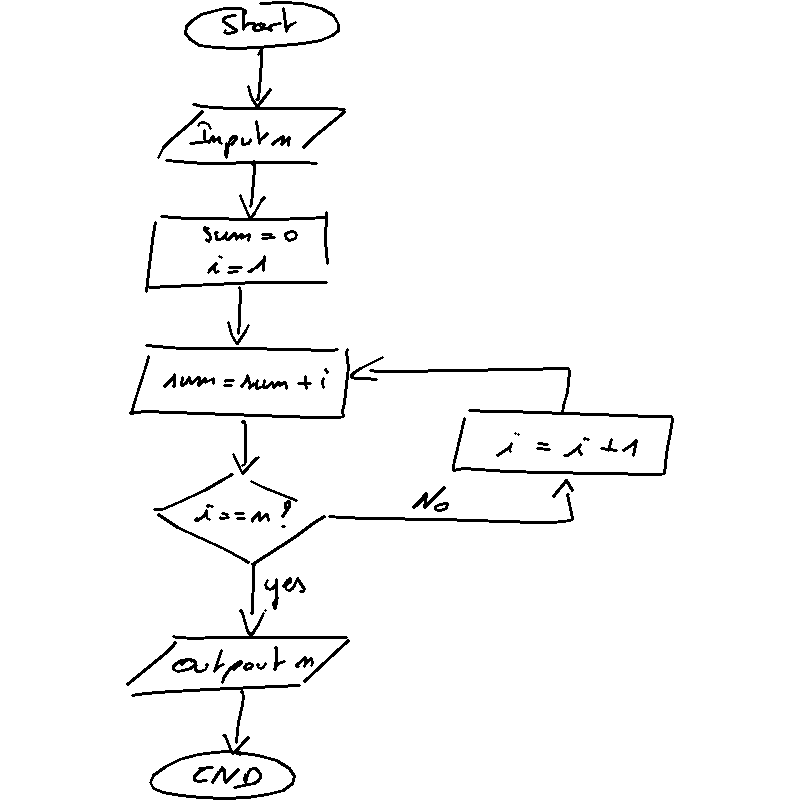 Start
Input n
sum = 0
i = 1
sum = sum + i
i = i + 1
i == n ?
No
yes
Outpout n
END